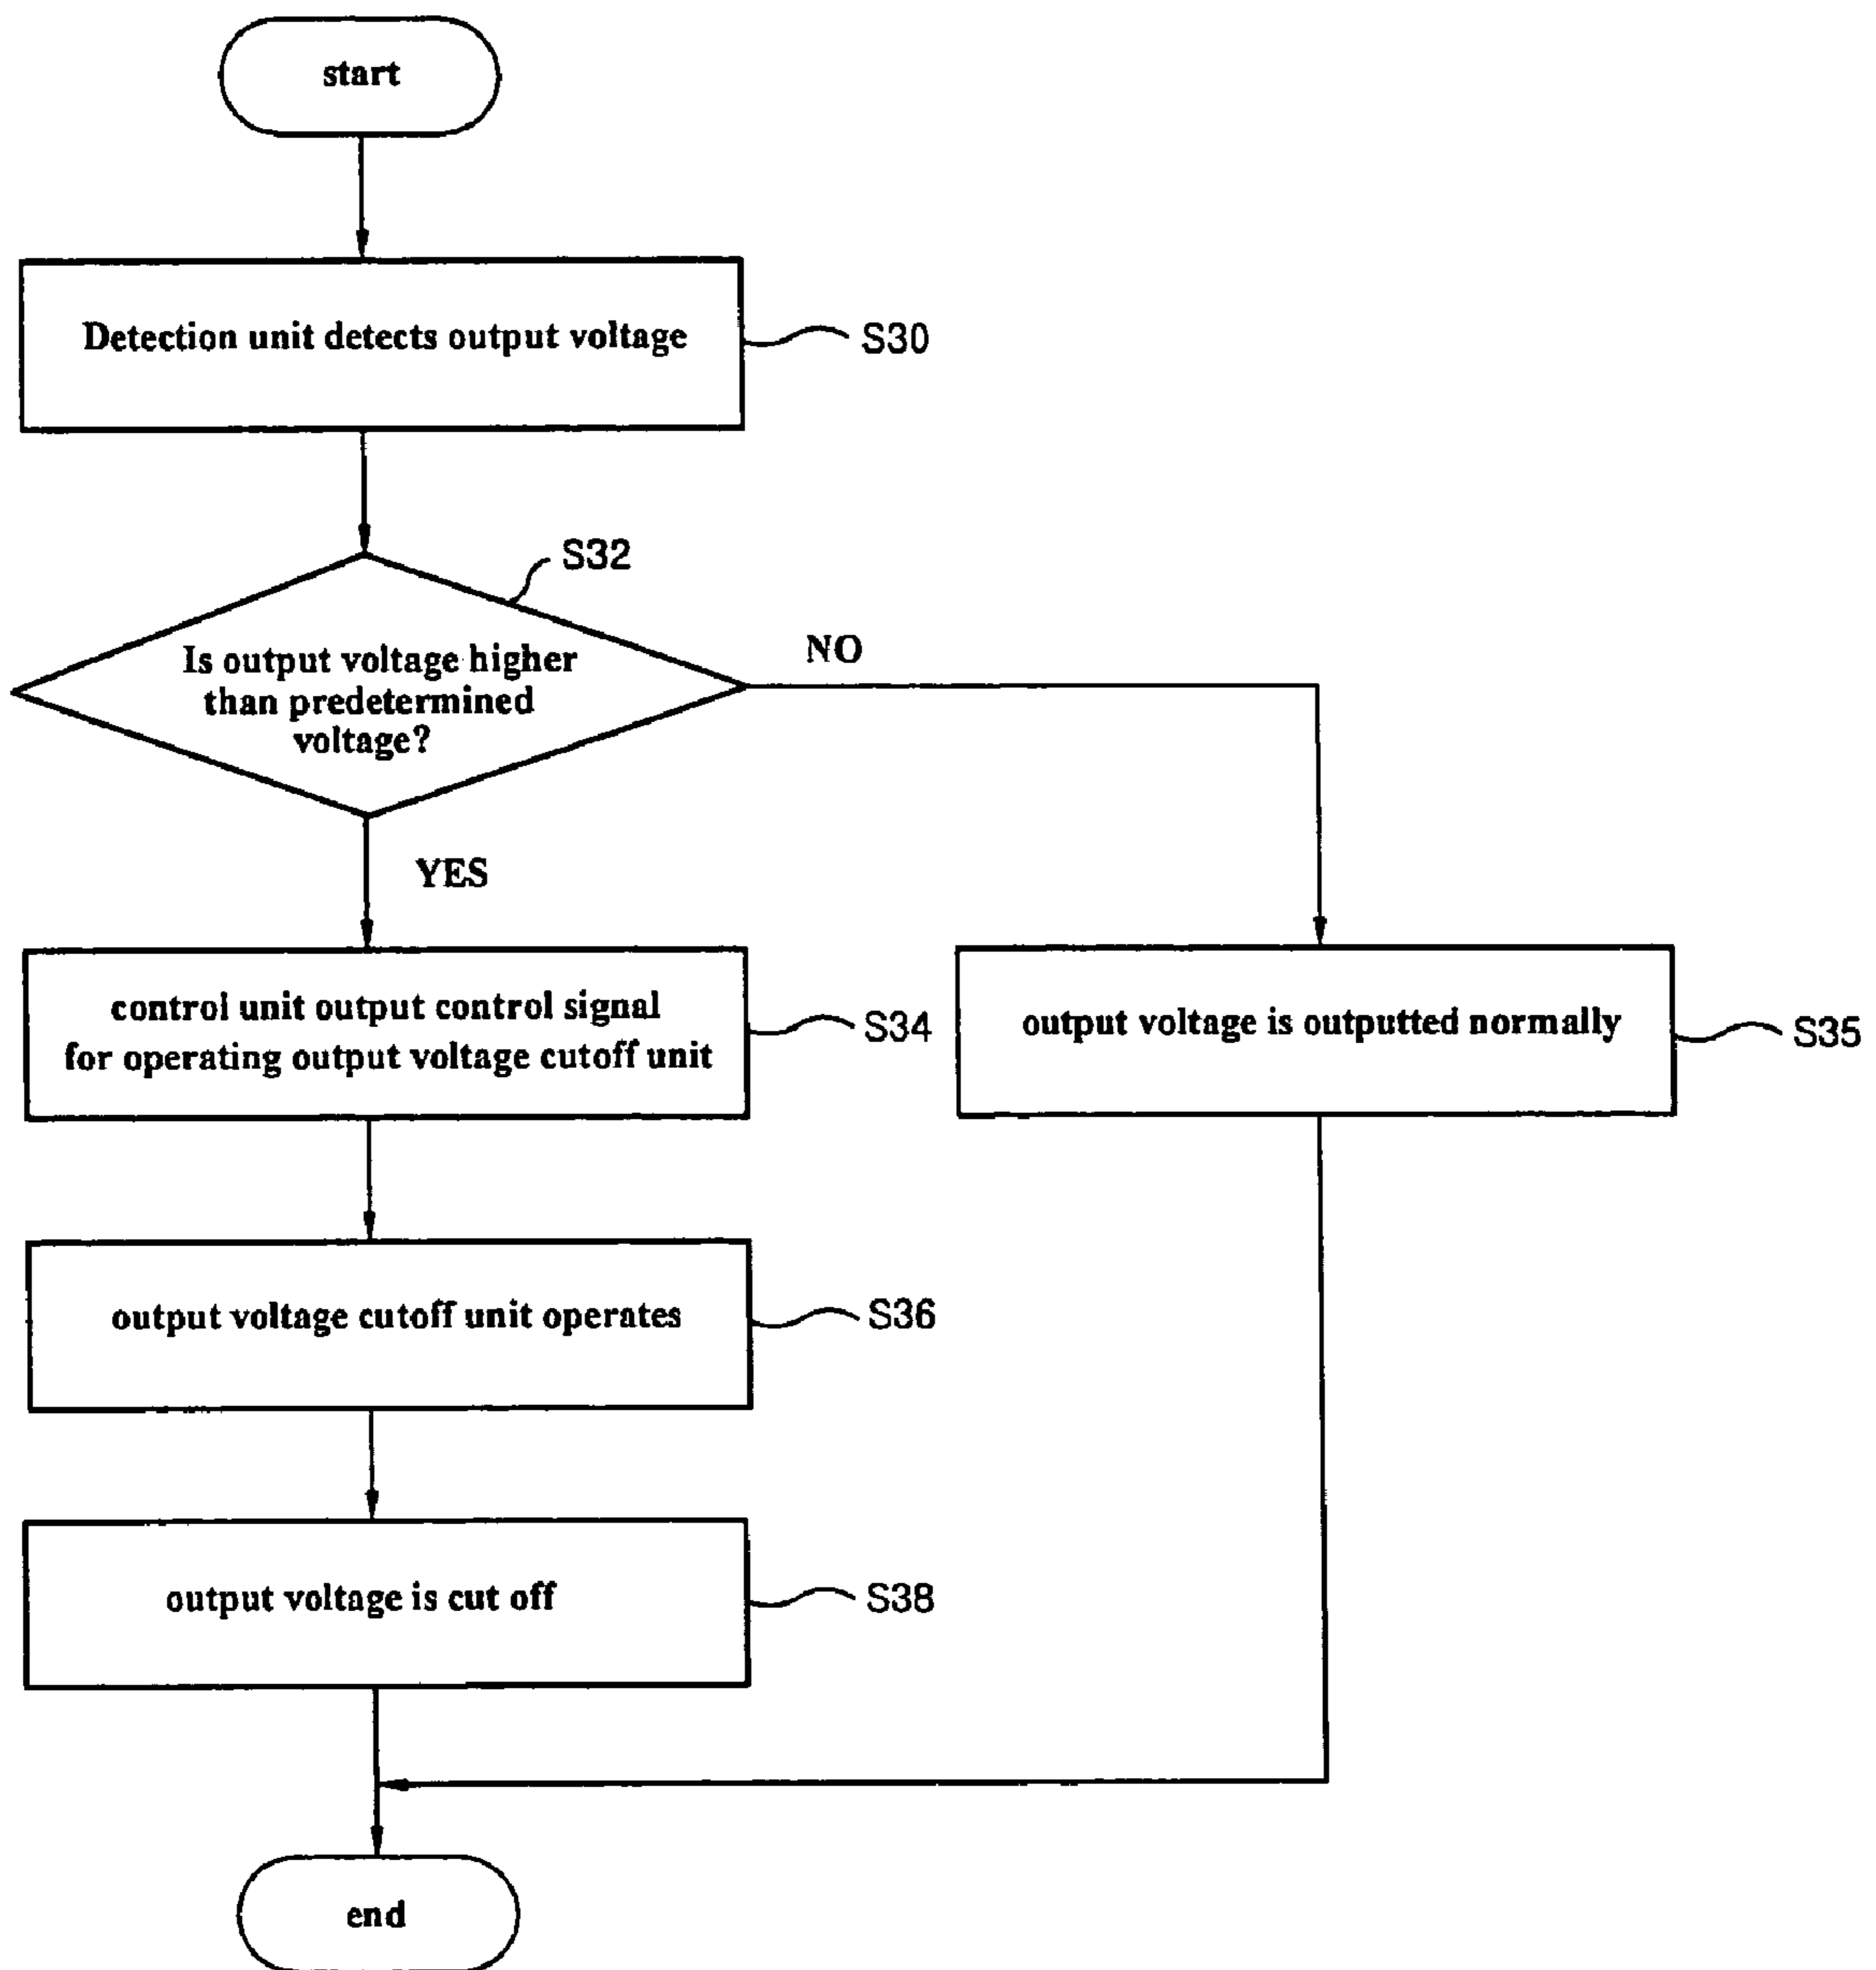 start
Detection unit detects output voltage
S30
S32
Is output voltage higher
than predetermined
voltage?
NO
YES
control unit output control signal
for operating output voltage cutoff unit
S34
output voltage is outputted normally
S35
output voltage cutoff unit operates
S36
output voltage is cut off
S38
end